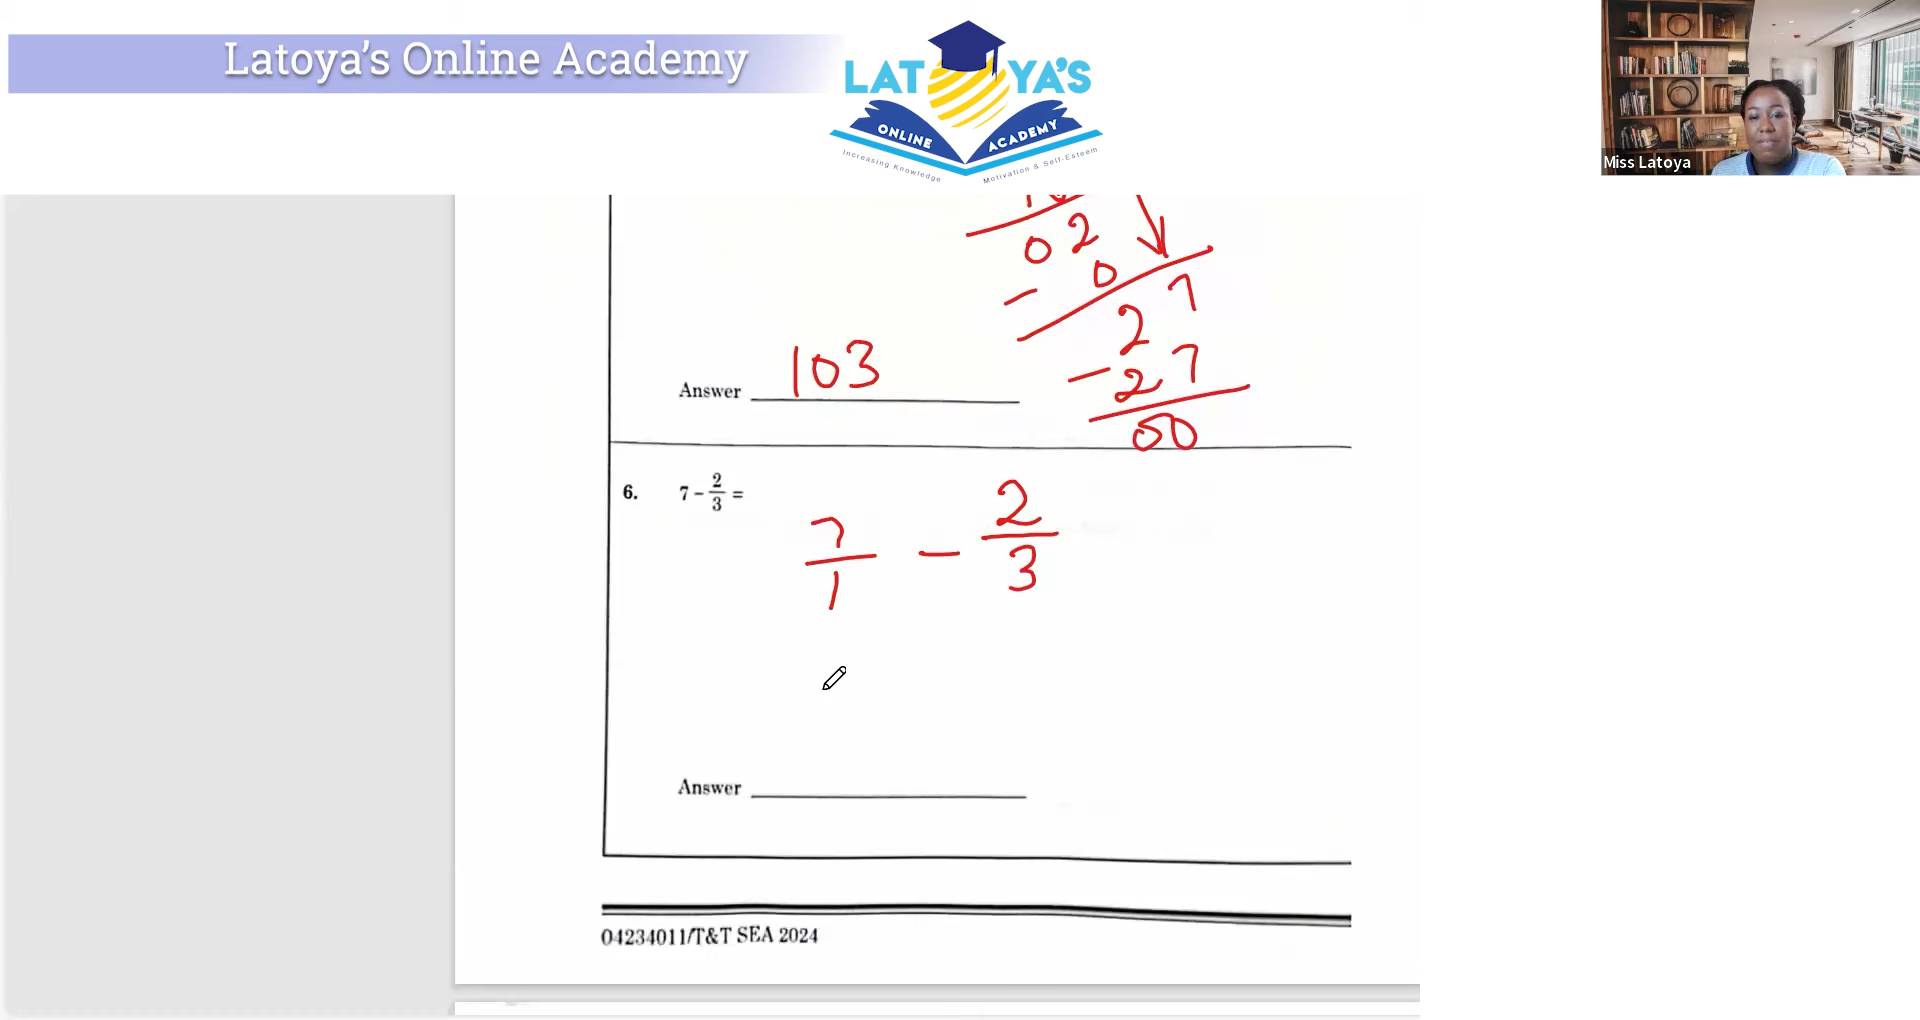 Latoya's Online Academy
LATOYA'S
ONLINE ACADEMY
Increasing Knowledge Motivation & Self-Esteem
Miss Latoya
02
- 0
27
- 27
00
Answer 103
6. 7 - 2/3 =
7/1 - 2/3
Answer
04234011/T&T SEA 2024